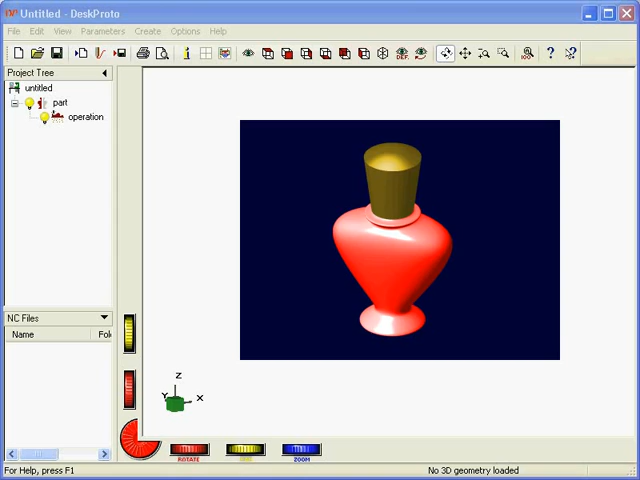 Untitled - DeskProto
File Edit View Parameters Create Options Help
Project Tree
untitled
part
operation
NC Files
Name Fol
Z
Y X
ROTATE ZOOM
For Help, press F1 No 3D geometry loaded